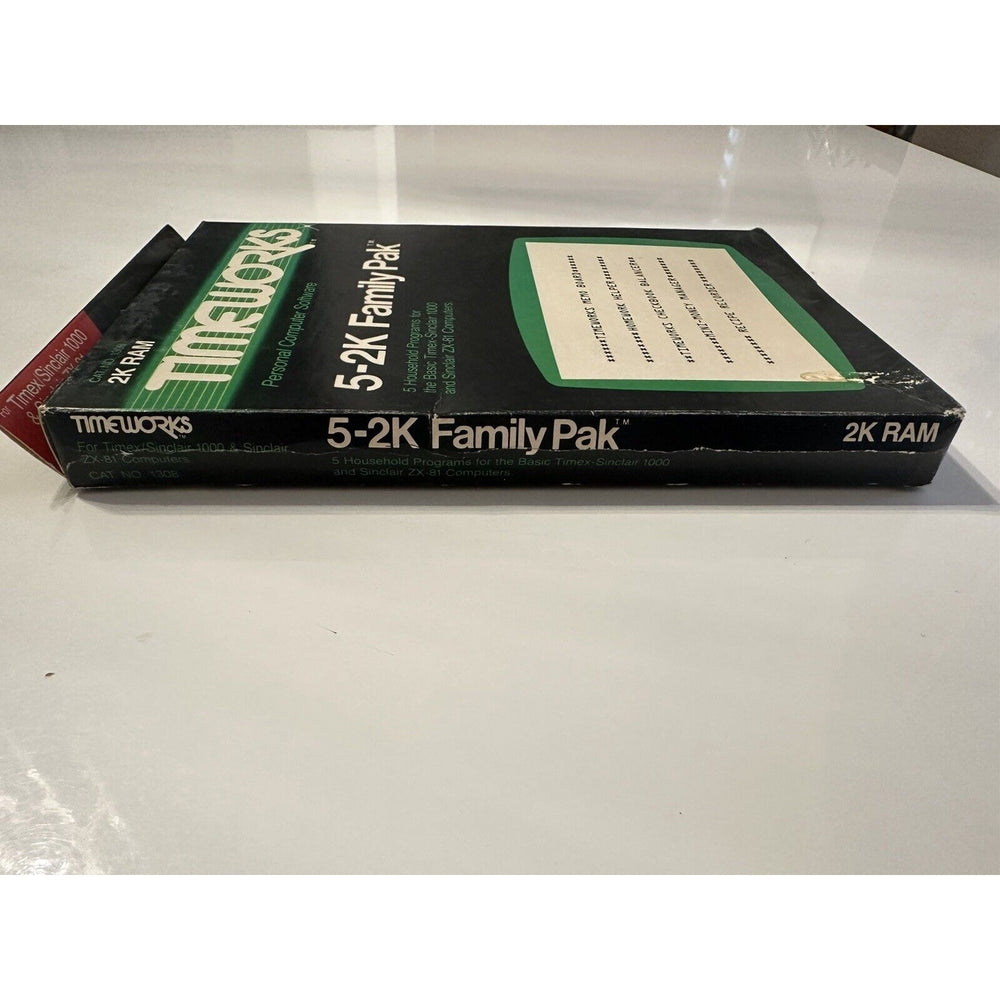 TIMEWORKS
Personal Computer Software
5-2K Family Pak™
5 Household Programs for
the Basic Timex-Sinclair 1000
and Sinclair ZX-81 Computers
2K RAM
TIMEWORKS MEMO BOARD
HOMEWORK HELPER
TIMEWORKS CHECKBOOK BALANCER
MINI-MONEY MANAGER
RECIPE RECORDER
For Timex/Sinclair 1000
TIMEWORKS™
For Timex/Sinclair 1000 & Sinclair
ZX-81 Computers
CAT. NO. 1308
5-2K Family Pak™
5 Household Programs for the Basic Timex-Sinclair 1000
and Sinclair ZX-81 Computers
2K RAM